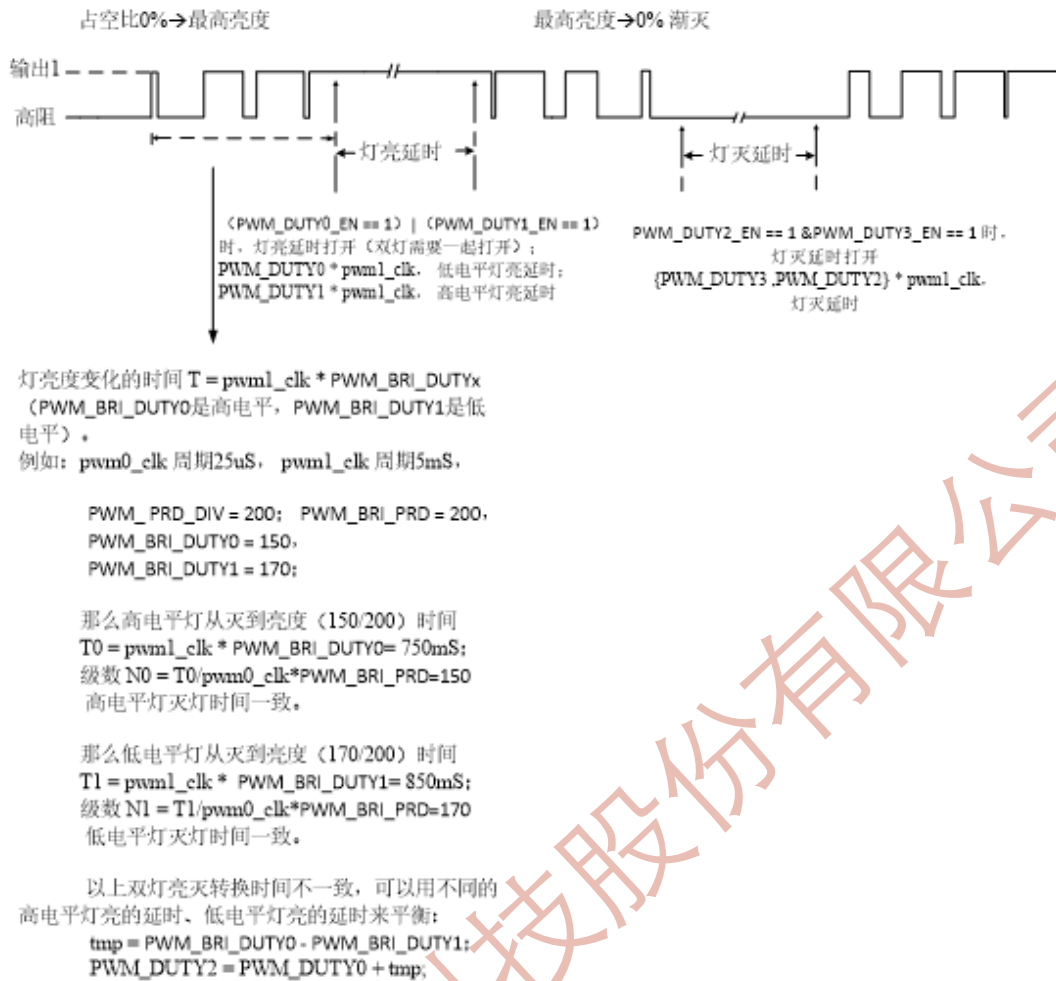 占空比0%→最高亮度
最高亮度→0% 渐灭
输出1
高阻
灯亮延时
灯灭延时
（PWM_DUTY0_EN == 1）|（PWM_DUTY1_EN == 1）
时，灯亮延时打开（双灯需要一起打开）；
PWM_DUTY0 * pwm1_clk， 低电平灯亮延时；
PWM_DUTY1 * pwm1_clk， 高电平灯亮延时
PWM_DUTY2_EN == 1 &PWM_DUTY3_EN == 1 时，
灯灭延时打开
{PWM_DUTY3 ,PWM_DUTY2} * pwm1_clk，
灯灭延时
灯亮度变化的时间 T = pwm1_clk * PWM_BRI_DUTYx
（PWM_BRI_DUTY0是高电平，PWM_BRI_DUTY1是低
电平）。
例如：pwm0_clk 周期25uS， pwm1_clk 周期5mS，
PWM_ PRD_DIV = 200； PWM_BRI_PRD = 200，
PWM_BRI_DUTY0 = 150，
PWM_BRI_DUTY1 = 170；
那么高电平灯从灭到亮度（150/200）时间
T0 = pwm1_clk * PWM_BRI_DUTY0= 750mS；
级数 N0 = T0/pwm0_clk*PWM_BRI_PRD=150
高电平灯灭灯时间一致。
那么低电平灯从灭到亮度（170/200）时间
T1 = pwm1_clk * PWM_BRI_DUTY1= 850mS；
级数 N1 = T1/pwm0_clk*PWM_BRI_PRD=170
低电平灯灭灯时间一致。
以上双灯亮灭转换时间不一致，可以用不同的
高电平灯亮的延时、低电平灯亮的延时来平衡：
tmp = PWM_BRI_DUTY0 - PWM_BRI_DUTY1；
PWM_DUTY2 = PWM_DUTY0 + tmp;
技股份有限公司